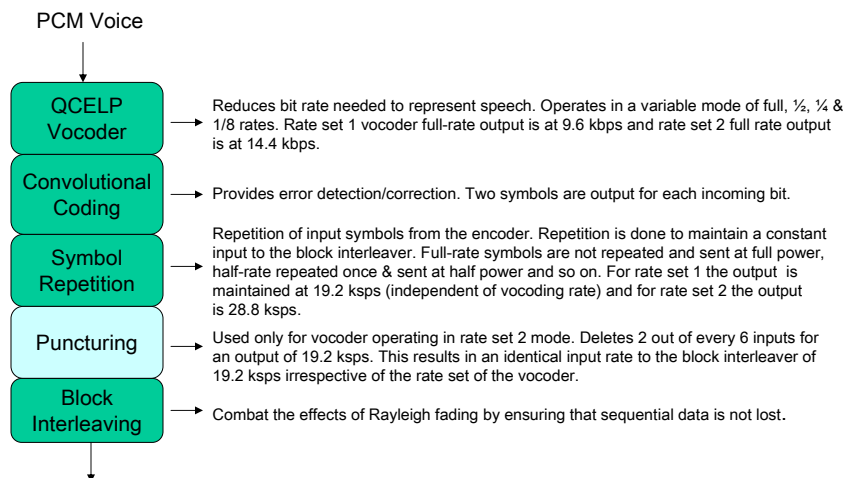 PCM Voice
QCELP
Vocoder
Reduces bit rate needed to represent speech. Operates in a variable mode of full, ½, ¼ &
1/8 rates. Rate set 1 vocoder full-rate output is at 9.6 kbps and rate set 2 full rate output
is at 14.4 kbps.
Convolutional
Coding
Provides error detection/correction. Two symbols are output for each incoming bit.
Symbol
Repetition
Repetition of input symbols from the encoder. Repetition is done to maintain a constant
input to the block interleaver. Full-rate symbols are not repeated and sent at full power,
half-rate repeated once & sent at half power and so on. For rate set 1 the output is
maintained at 19.2 ksps (independent of vocoding rate) and for rate set 2 the output
is 28.8 ksps.
Puncturing
Used only for vocoder operating in rate set 2 mode. Deletes 2 out of every 6 inputs for
an output of 19.2 ksps. This results in an identical input rate to the block interleaver of
19.2 ksps irrespective of the rate set of the vocoder.
Block
Interleaving
Combat the effects of Rayleigh fading by ensuring that sequential data is not lost.